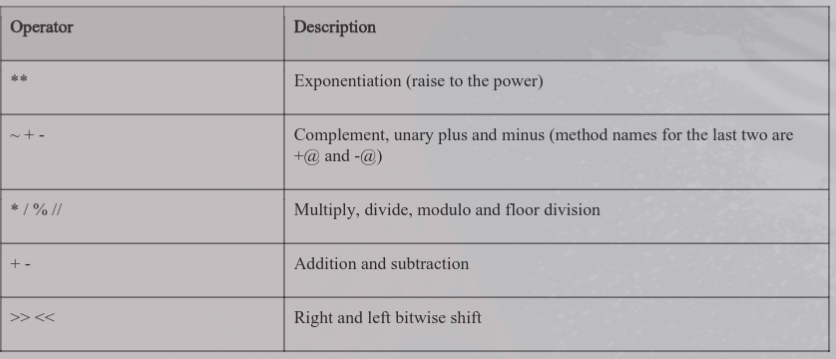 Operator Description
** Exponentiation (raise to the power)
~ + - Complement, unary plus and minus (method names for the last two are
+@ and -@)
* / % // Multiply, divide, modulo and floor division
+ - Addition and subtraction
>> << Right and left bitwise shift